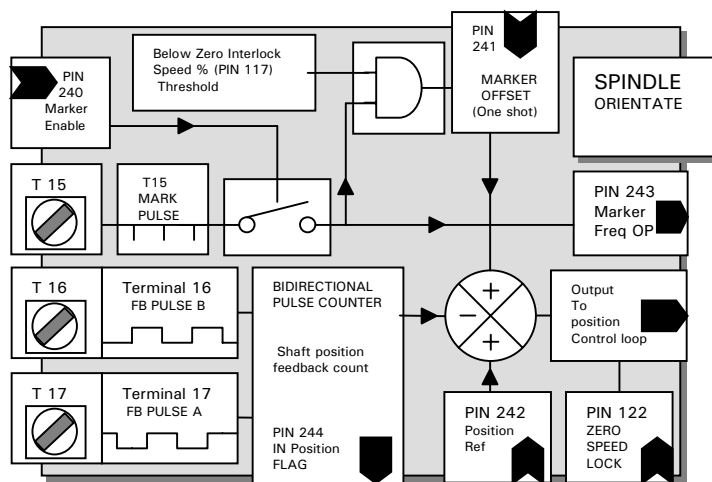 PIN
240
Marker
Enable
Below Zero Interlock
Speed % (PIN 117)
Threshold
PIN
241
MARKER
OFFSET
(One shot)
SPINDLE
ORIENTATE
T 15
T15
MARK
PULSE
PIN 243
Marker
Freq OP
T 16
Terminal 16
FB PULSE B
BIDIRECTIONAL
PULSE COUNTER
Shaft position
feedback count
PIN 244
IN Position
FLAG
+
−
+
Output
To
position
Control loop
T 17
Terminal 17
FB PULSE A
PIN 242
Position
Ref
PIN 122
ZERO
SPEED
LOCK